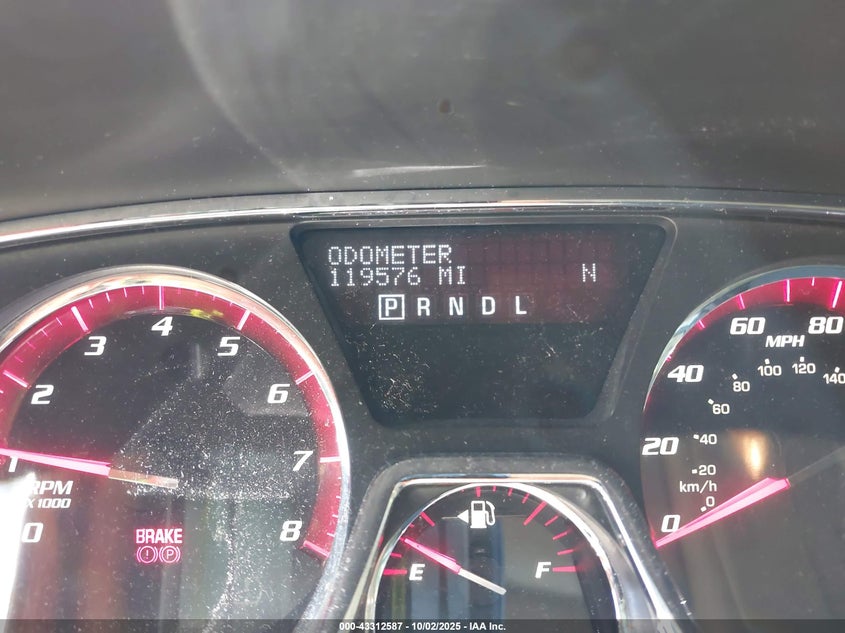 ODOMETER
119576 MI N
P R N D L
0 1 2 3 4 5 6 7 8
RPM
X 1000
BRAKE
E F
0 20 40 60 80
MPH
km/h
0 20 40 60 80 100 120 140
000-43312587 - 10/02/2025 - IAA Inc.